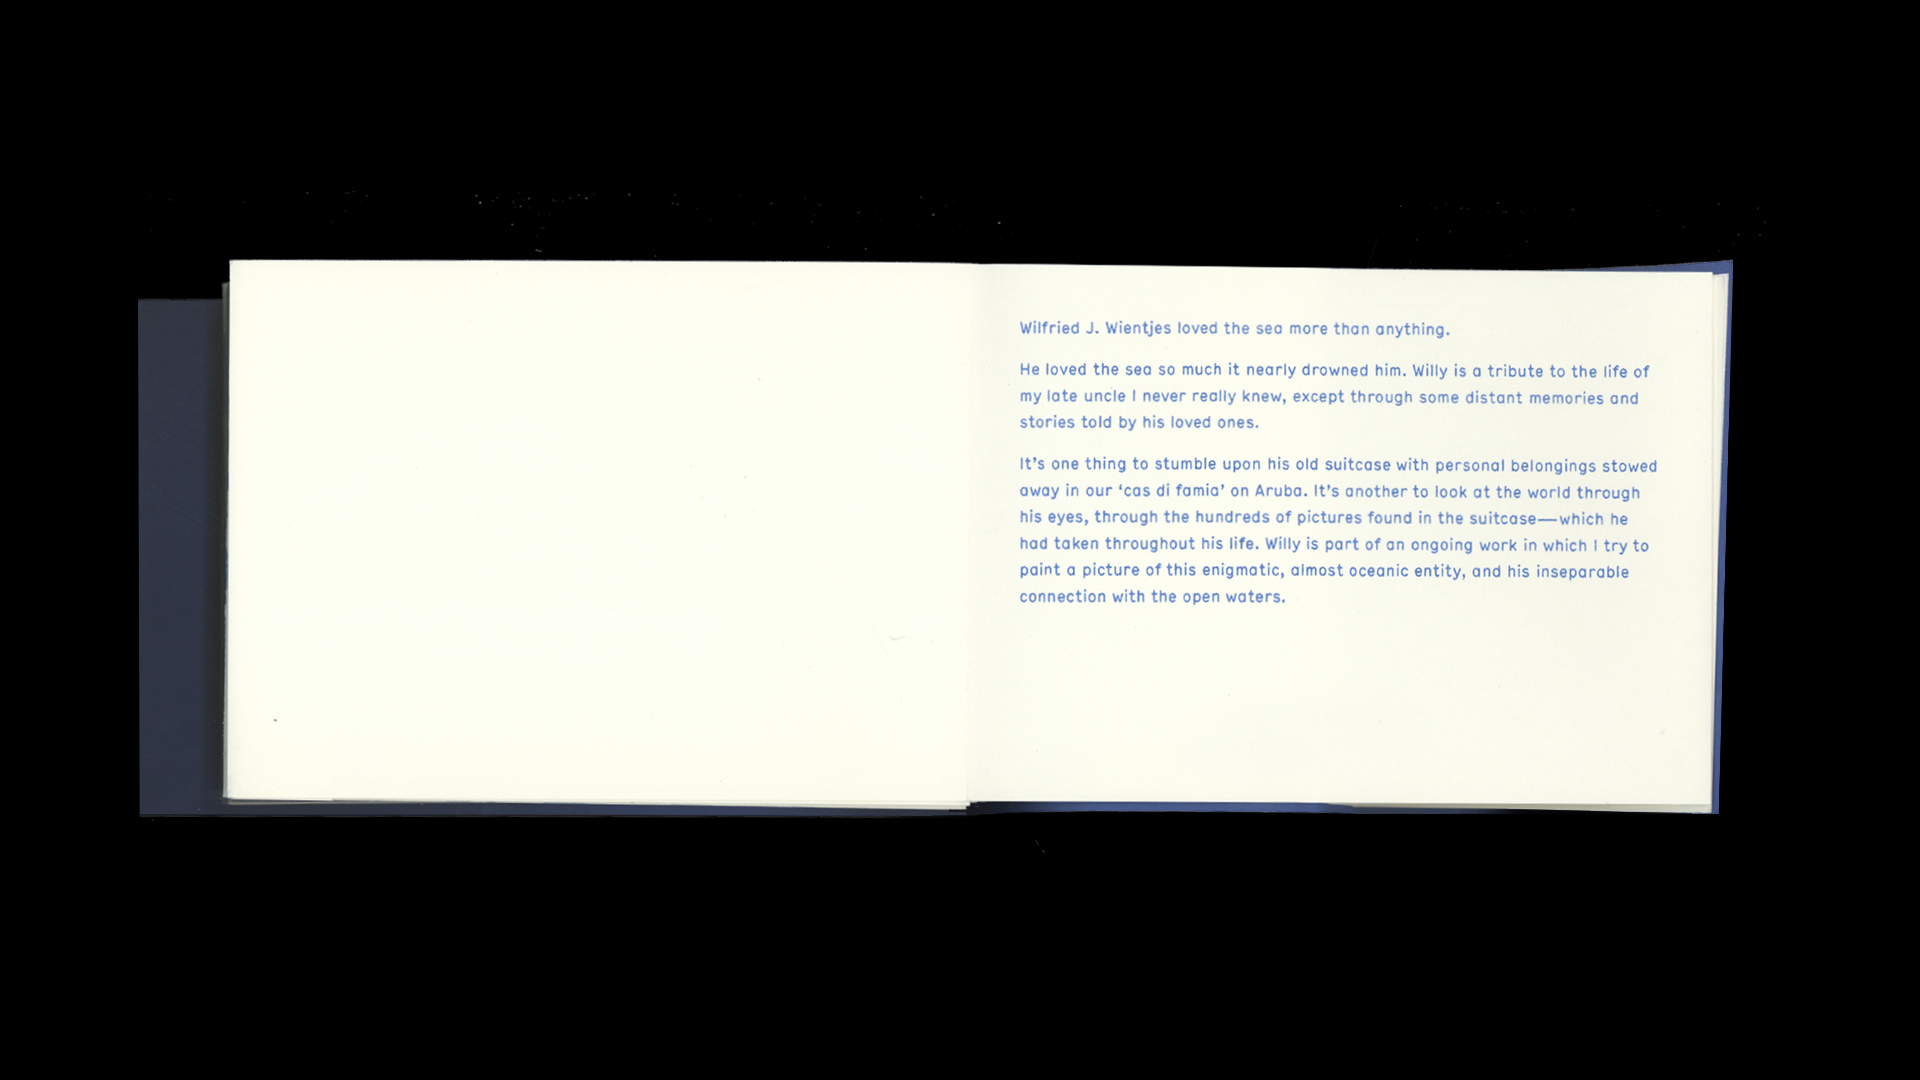 Wilfried J. Wientjes loved the sea more than anything.
He loved the sea so much it nearly drowned him. Willy is a tribute to the life of
my late uncle I never really knew, except through some distant memories and
stories told by his loved ones.
It’s one thing to stumble upon his old suitcase with personal belongings stowed
away in our ‘cas di famia’ on Aruba. It’s another to look at the world through
his eyes, through the hundreds of pictures found in the suitcase—which he
had taken throughout his life. Willy is part of an ongoing work in which I try to
paint a picture of this enigmatic, almost oceanic entity, and his inseparable
connection with the open waters.